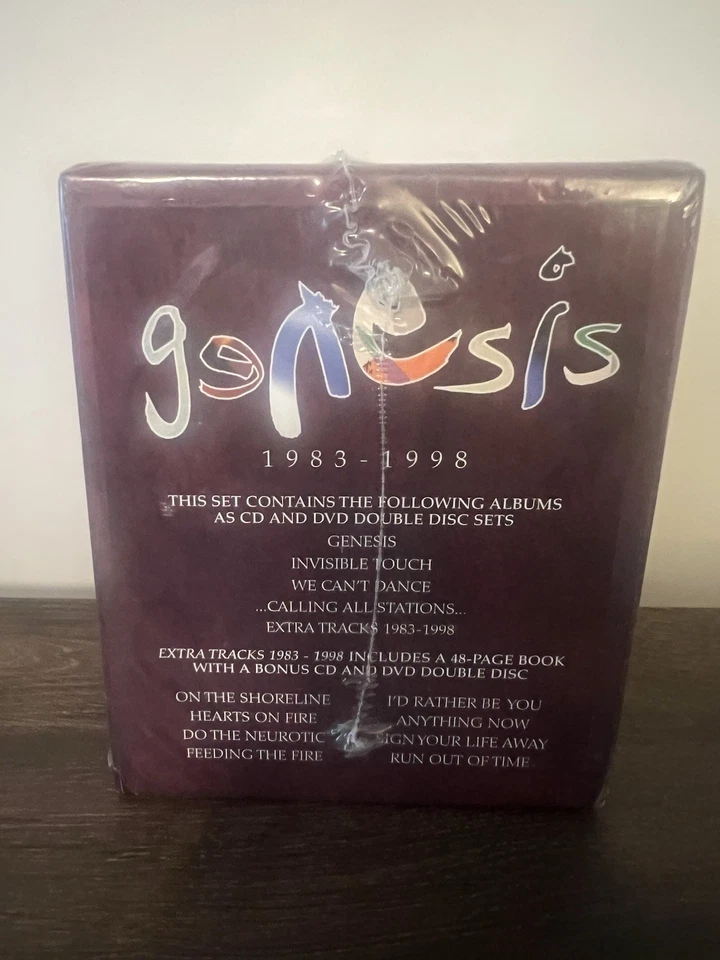 genesis
1983-1998
THIS SET CONTAINS THE FOLLOWING ALBUMS
AS CD AND DVD DOUBLE DISC SETS
GENESIS
INVISIBLE TOUCH
WE CAN'T DANCE
...CALLING ALL STATIONS...
EXTRA TRACKS 1983-1998
EXTRA TRACKS 1983 - 1998 INCLUDES A 48-PAGE BOOK
WITH A BONUS CD AND DVD DOUBLE DISC
ON THE SHORELINE
HEARTS ON FIRE
DO THE NEUROTIC
FEEDING THE FIRE
I'D RATHER BE YOU
ANYTHING NOW
YOUR LIFE AWAY
RUN OUT OF TIME